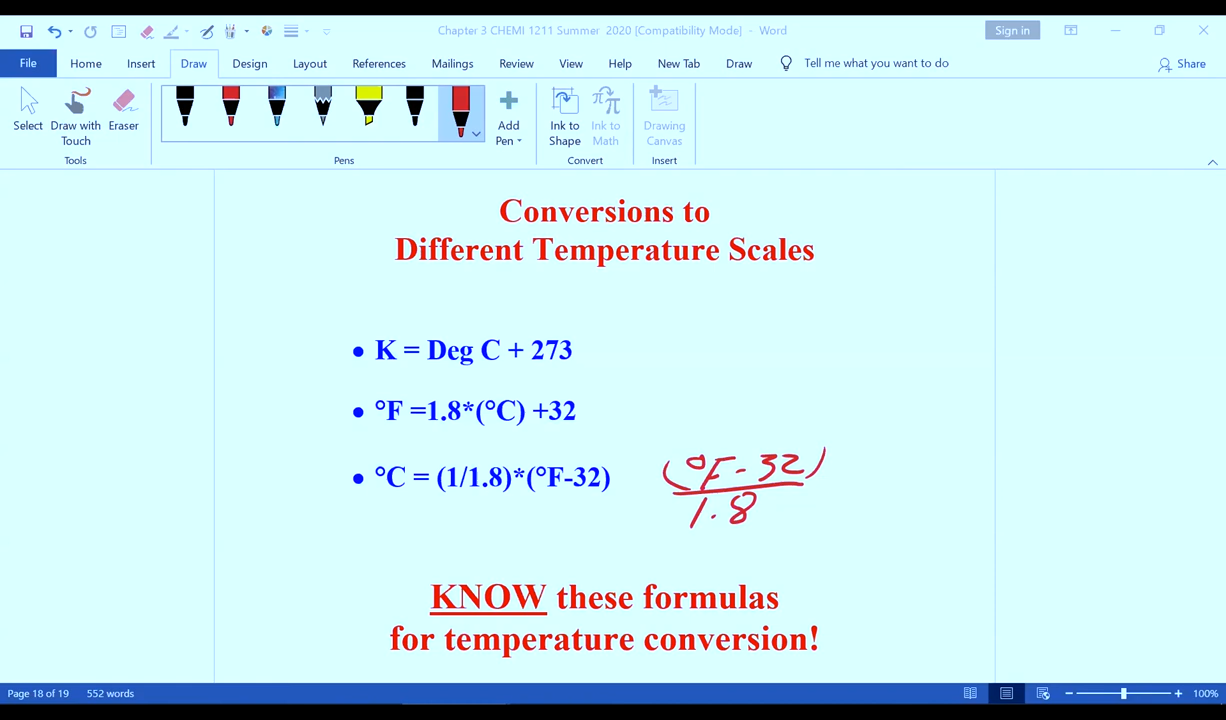 Chapter 3 CHEMI 1211 Summer 2020 [Compatibility Mode] - Word
Sign in
File Home Insert Draw Design Layout References Mailings Review View Help New Tab Draw Tell me what you want to do Share
Select
Draw with
Touch
Eraser
Add
Pen
Ink to
Shape
Ink to
Math
Drawing
Canvas
Tools
Pens
Convert
Insert
Conversions to
Different Temperature Scales
• K = Deg C + 273
• °F =1.8*(°C) +32
• °C = (1/1.8)*(°F-32)
(°F - 32)
1.8
KNOW these formulas
for temperature conversion!
Page 18 of 19 552 words 100%